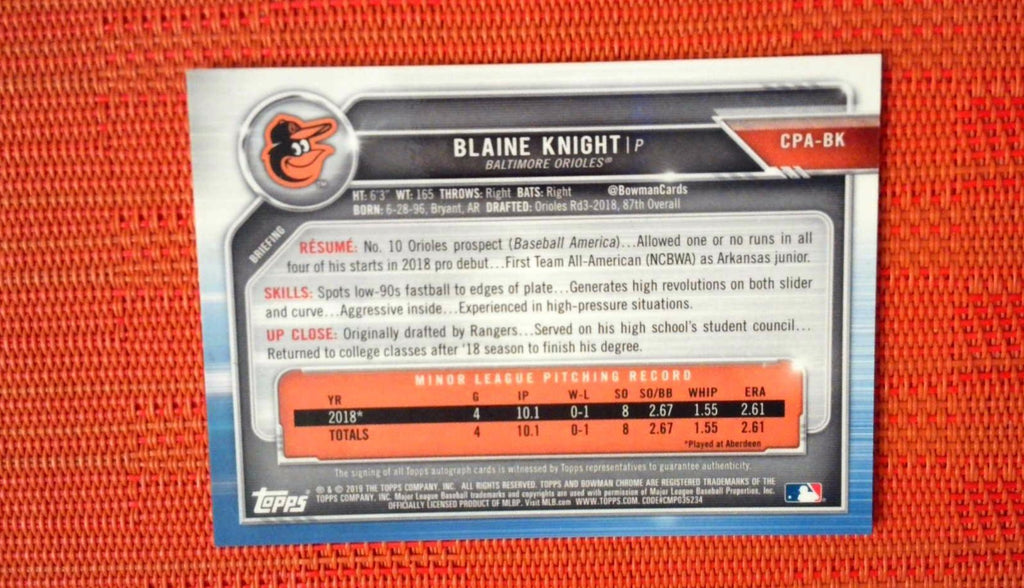 BLAINE KNIGHT | P
BALTIMORE ORIOLES®
CPA-BK
HT: 6'3" WT: 165 THROWS: Right BATS: Right @BowmanCards
BORN: 6-28-96, Bryant, AR DRAFTED: Orioles Rd3-2018, 87th Overall
BRIEFING
RÉSUMÉ: No. 10 Orioles prospect (Baseball America)...Allowed one or no runs in all
four of his starts in 2018 pro debut...First Team All-American (NCBWA) as Arkansas junior.
SKILLS: Spots low-90s fastball to edges of plate...Generates high revolutions on both slider
and curve...Aggressive inside...Experienced in high-pressure situations.
UP CLOSE: Originally drafted by Rangers...Served on his high school's student council...
Returned to college classes after '18 season to finish his degree.
MINOR LEAGUE PITCHING RECORD
YR G IP W-L SO SO/BB WHIP ERA
2018* 4 10.1 0-1 8 2.67 1.55 2.61
TOTALS 4 10.1 0-1 8 2.67 1.55 2.61
*Played at Aberdeen
The signing of all Topps autograph cards is witnessed by Topps representatives to guarantee authenticity.
topps
® & © 2019 THE TOPPS COMPANY, INC. ALL RIGHTS RESERVED. TOPPS AND BOWMAN CHROME ARE REGISTERED TRADEMARKS OF THE
TOPPS COMPANY, INC. Major League Baseball trademarks and copyrights are used with permission of Major League Baseball Properties, Inc.
OFFICIALLY LICENSED PRODUCT OF MLBP. Visit MLB.com WWW.TOPPS.COM. CODE#CMP035234